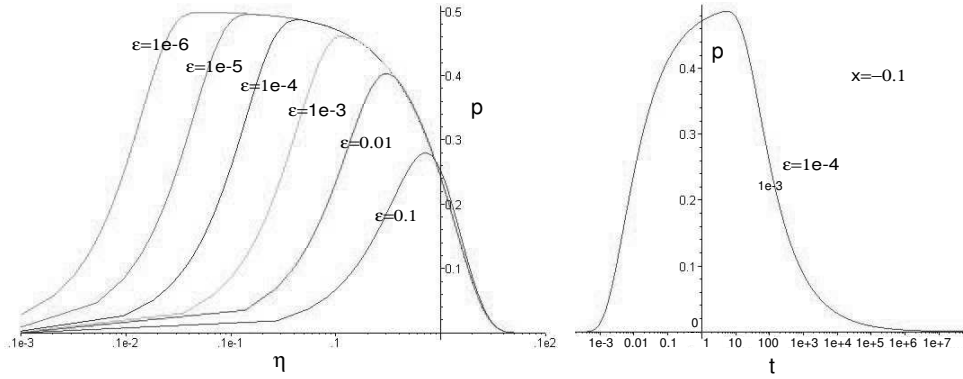 0.5
p
ε=1e-6
ε=1e-5
ε=1e-4
ε=1e-3
ε=0.01
ε=0.1
0.4
0.3
0.2
0.1
.1e-3
.1e-2
.1e-1
.1
.1e2
η
p
x=−0.1
0.4
0.3
0.2
0.1
0
ε=1e-4
1e-3
1e-3
0.01
0.1
1
10
100
1e+3
1e+4
1e+5
1e+6
1e+7
t